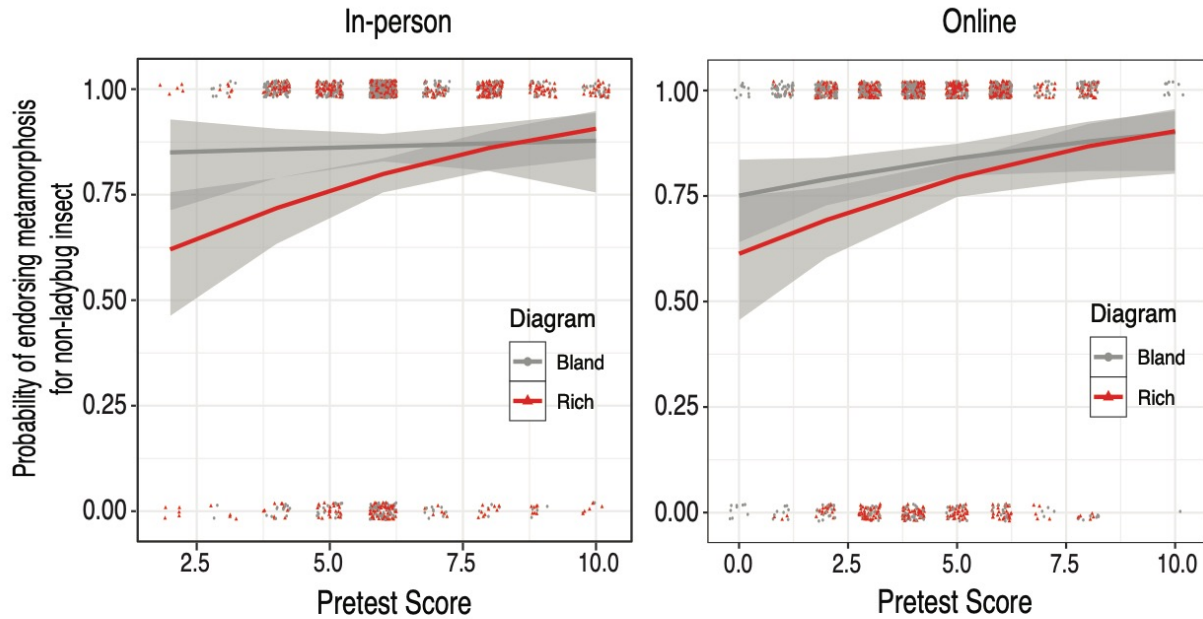 In-person
Online
Probability of endorsing metamorphosis
for non-ladybug insect
1.00
0.75
0.50
0.25
0.00
Diagram
Bland
Rich
2.5
5.0
7.5
10.0
Pretest Score
1.00
0.75
0.50
0.25
0.00
Diagram
Bland
Rich
0.0
2.5
5.0
7.5
10.0
Pretest Score